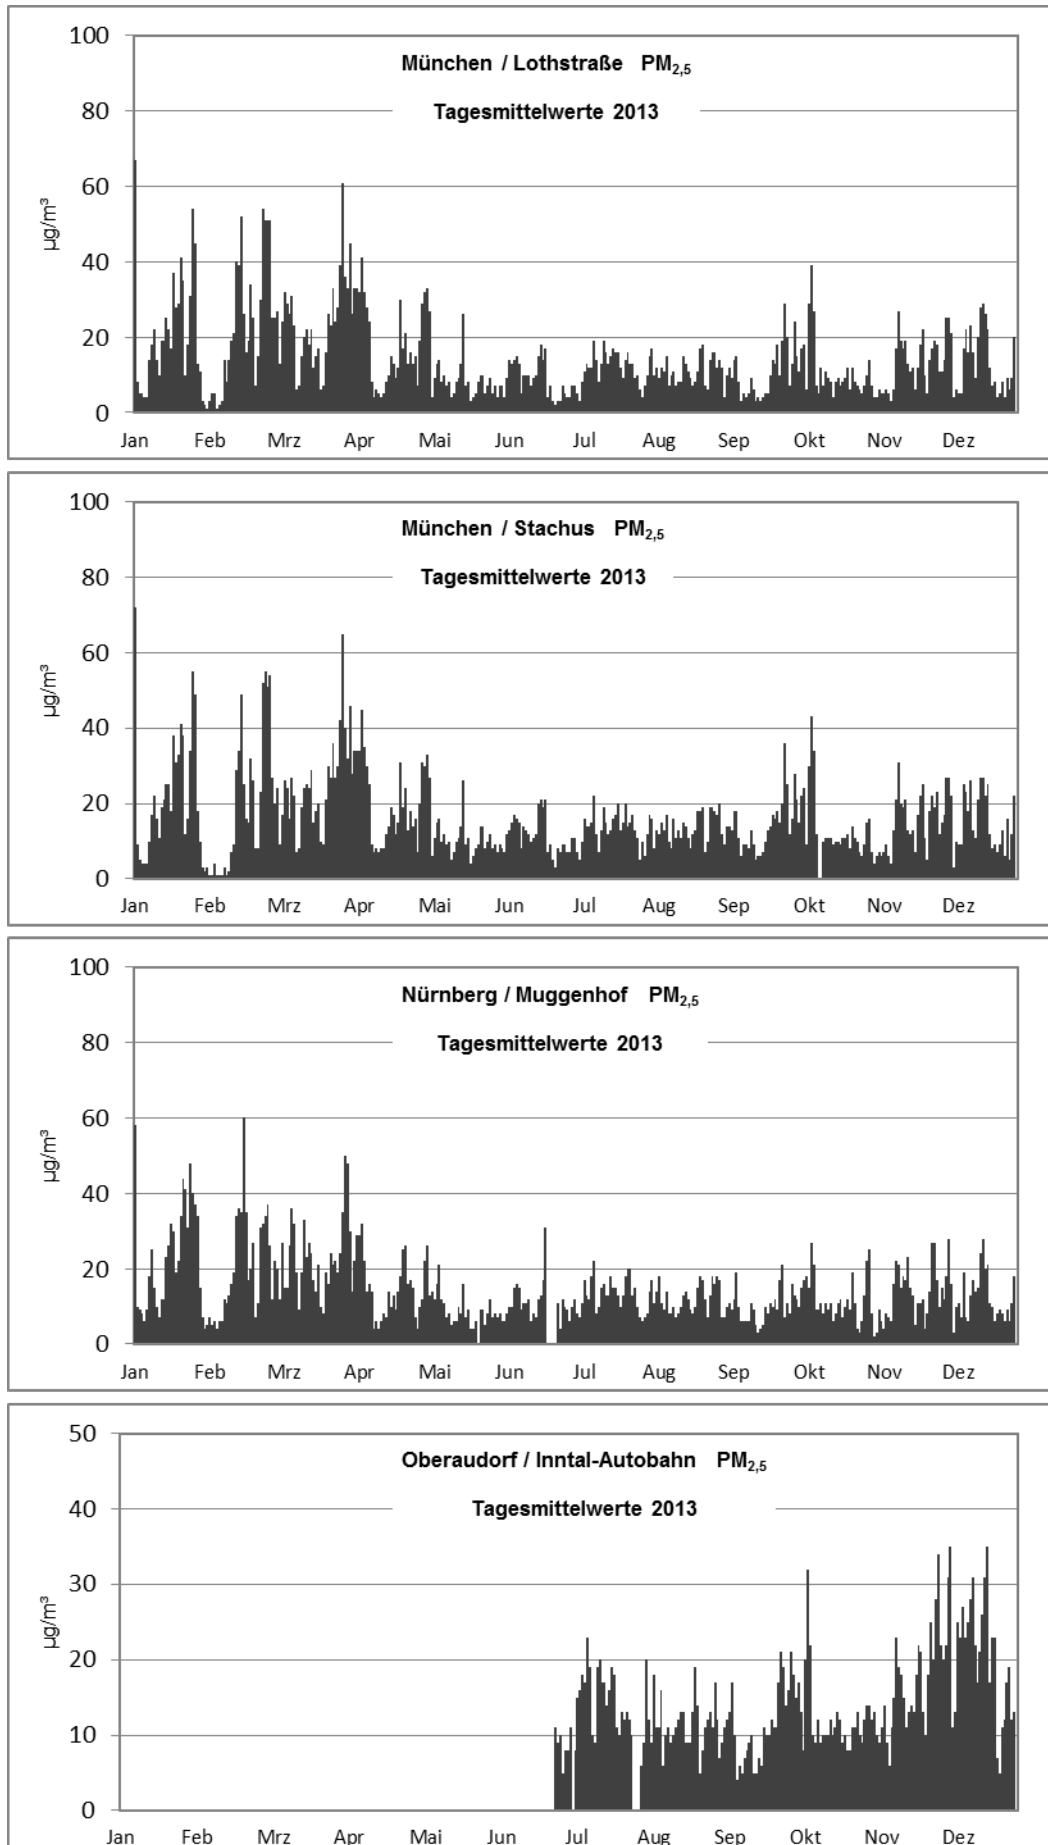 100
München / Lothstraße PM2,5
80
Tagesmittelwerte 2013
60
µg/m³
40
20
0
Jan Feb Mrz Apr Mai Jun Jul Aug Sep Okt Nov Dez
100
München / Stachus PM2,5
80
Tagesmittelwerte 2013
60
µg/m³
40
20
0
Jan Feb Mrz Apr Mai Jun Jul Aug Sep Okt Nov Dez
100
Nürnberg / Muggenhof PM2,5
80
Tagesmittelwerte 2013
60
µg/m³
40
20
0
Jan Feb Mrz Apr Mai Jun Jul Aug Sep Okt Nov Dez
50
Oberaudorf / Inntal-Autobahn PM2,5
40
Tagesmittelwerte 2013
30
µg/m³
20
10
0
Jan Feb Mrz Apr Mai Jun Jul Aug Sep Okt Nov Dez